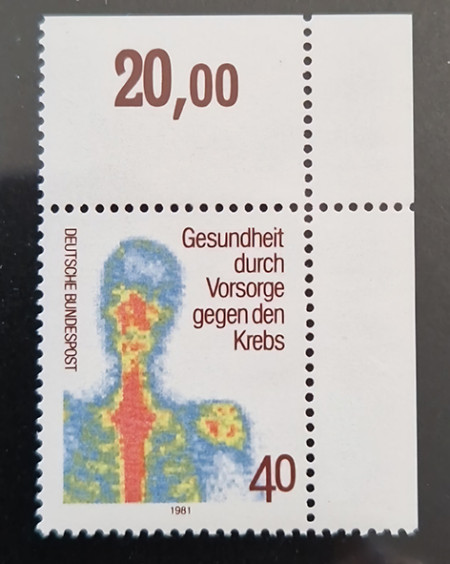 20,00
DEUTSCHE BUNDESPOST
Gesundheit
durch
Vorsorge
gegen den
Krebs
40
1981